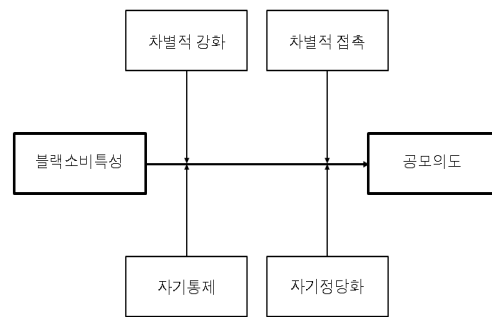 차별적 강화
차별적 접촉
블랙소비특성
공모의도
자기통제
자기정당화